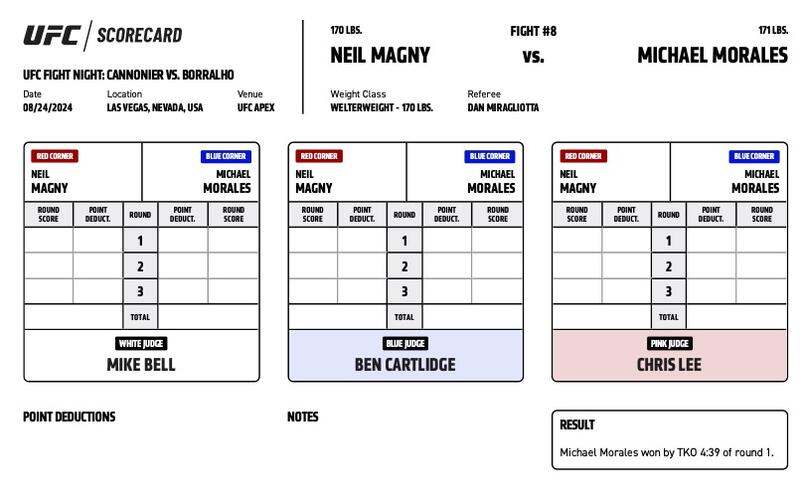 UFC / SCORECARD
UFC FIGHT NIGHT: CANNONIER VS. BORRALHO
Date Location Venue
08/24/2024 LAS VEGAS, NEVADA, USA UFC APEX
170 LBS. FIGHT #8 171 LBS.
NEIL MAGNY VS. MICHAEL MORALES
Weight Class Referee
WELTERWEIGHT - 170 LBS. DAN MIRAGLIOTTA
RED CORNER BLUE CORNER
NEIL MICHAEL
MAGNY MORALES
ROUND SCORE POINT DEDUCT. ROUND POINT DEDUCT. ROUND SCORE
1
2
3
TOTAL
WHITE JUDGE
MIKE BELL
RED CORNER BLUE CORNER
NEIL MICHAEL
MAGNY MORALES
ROUND SCORE POINT DEDUCT. ROUND POINT DEDUCT. ROUND SCORE
1
2
3
TOTAL
BLUE JUDGE
BEN CARTLIDGE
RED CORNER BLUE CORNER
NEIL MICHAEL
MAGNY MORALES
ROUND SCORE POINT DEDUCT. ROUND POINT DEDUCT. ROUND SCORE
1
2
3
TOTAL
PINK JUDGE
CHRIS LEE
POINT DEDUCTIONS
NOTES
RESULT
Michael Morales won by TKO 4:39 of round 1.